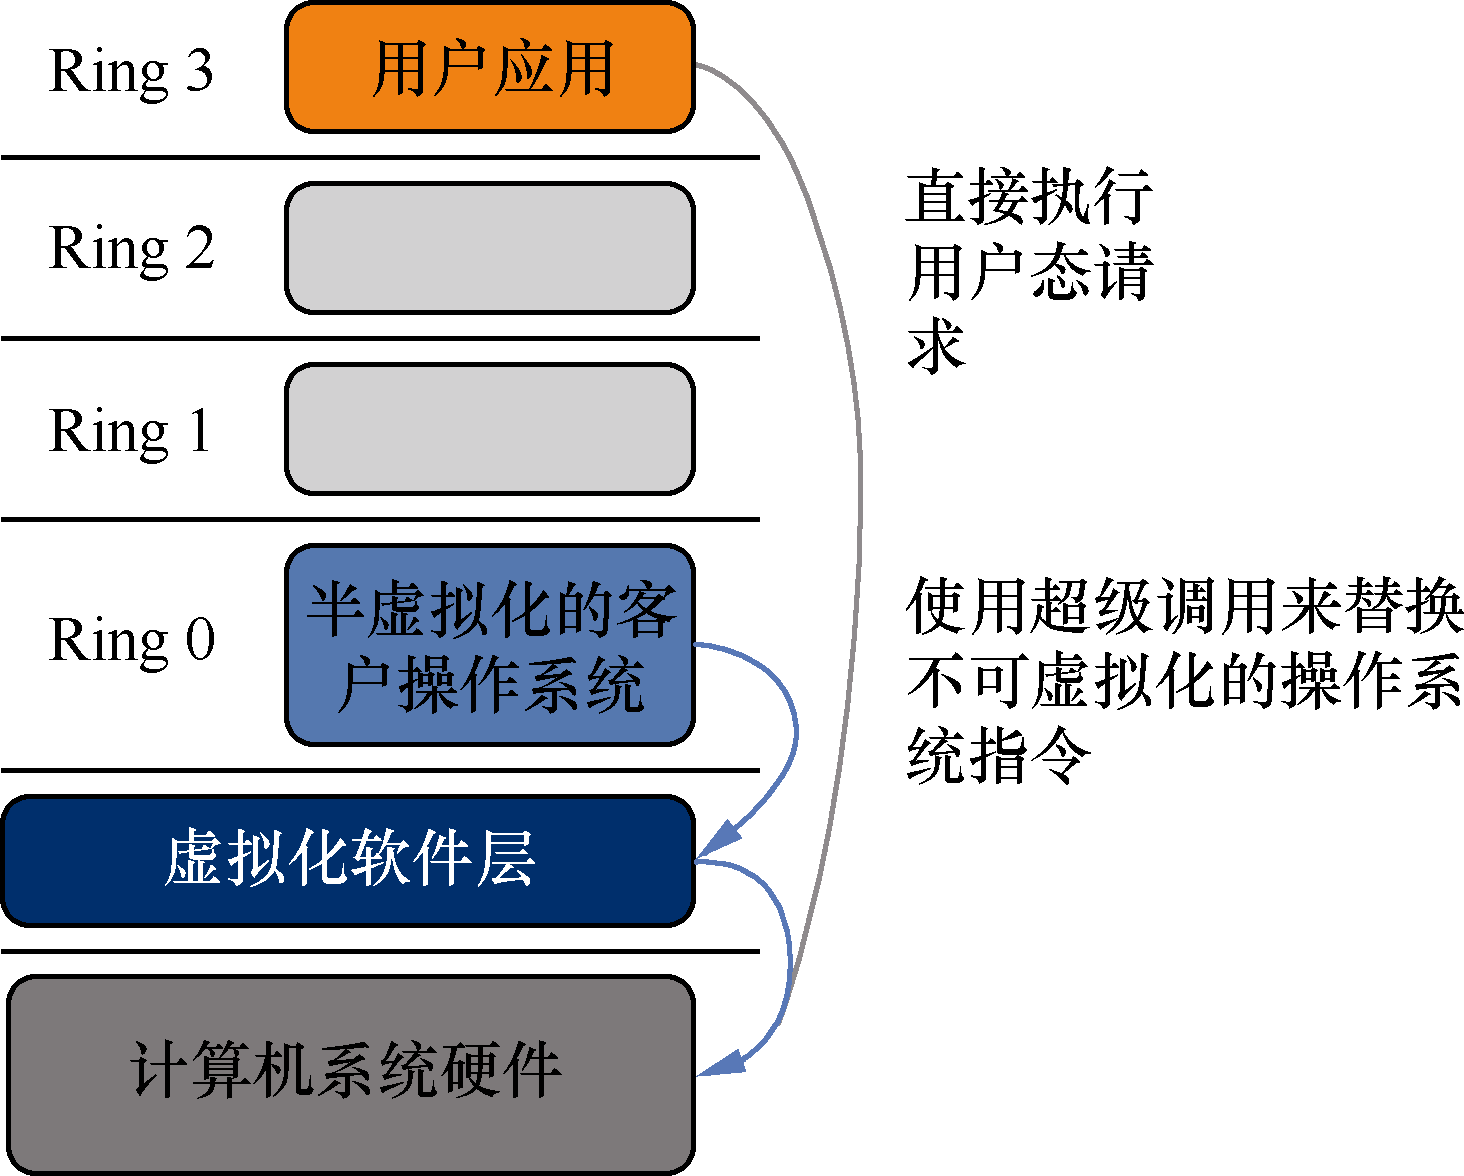 Ring 3
用户应用
直接执行
用户态请
求
Ring 2
Ring 1
Ring 0
半虚拟化的客
户操作系统
使用超级调用来替换
不可虚拟化的操作系
统指令
虚拟化软件层
计算机系统硬件